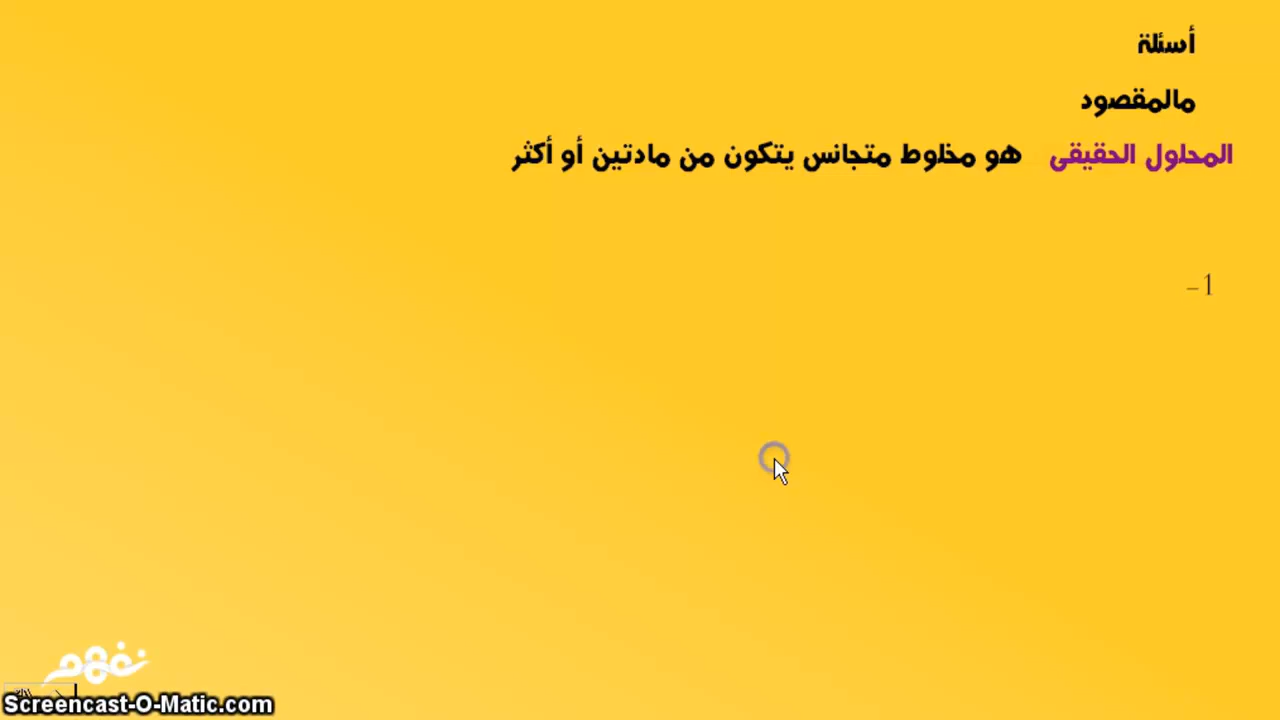 أسئلة
مالمقصود
المحلول الحقيقى هو مخلوط متجانس يتكون من مادتين أو أكثر
1-
نفهم
Screencast-O-Matic.com